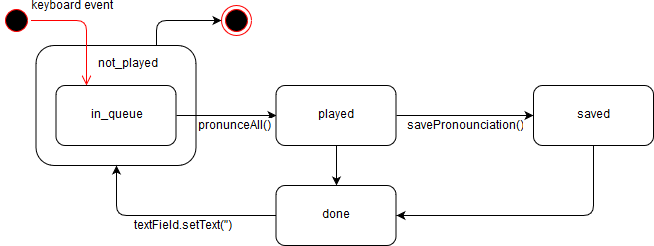 keyboard event
not_played
in_queue
pronunceAll()
played
savePronounciation()
saved
textField.setText('')
done